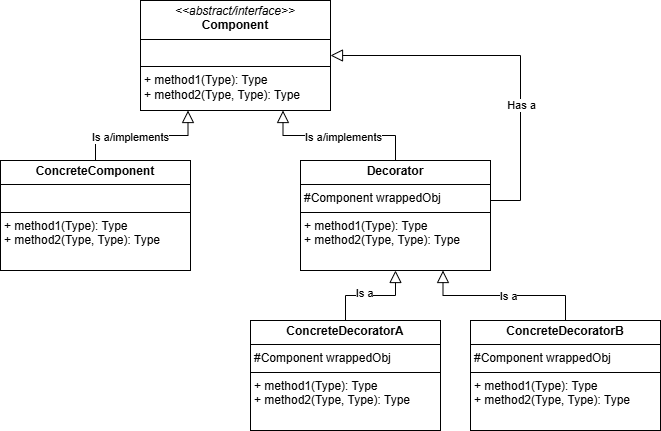 <<abstract/interface>>
Component
+ method1(Type): Type
+ method2(Type, Type): Type
Has a
Is a/implements
Is a/implements
ConcreteComponent
+ method1(Type): Type
+ method2(Type, Type): Type
Decorator
#Component wrappedObj
+ method1(Type): Type
+ method2(Type, Type): Type
Is a
Is a
ConcreteDecoratorA
#Component wrappedObj
+ method1(Type): Type
+ method2(Type, Type): Type
ConcreteDecoratorB
#Component wrappedObj
+ method1(Type): Type
+ method2(Type, Type): Type